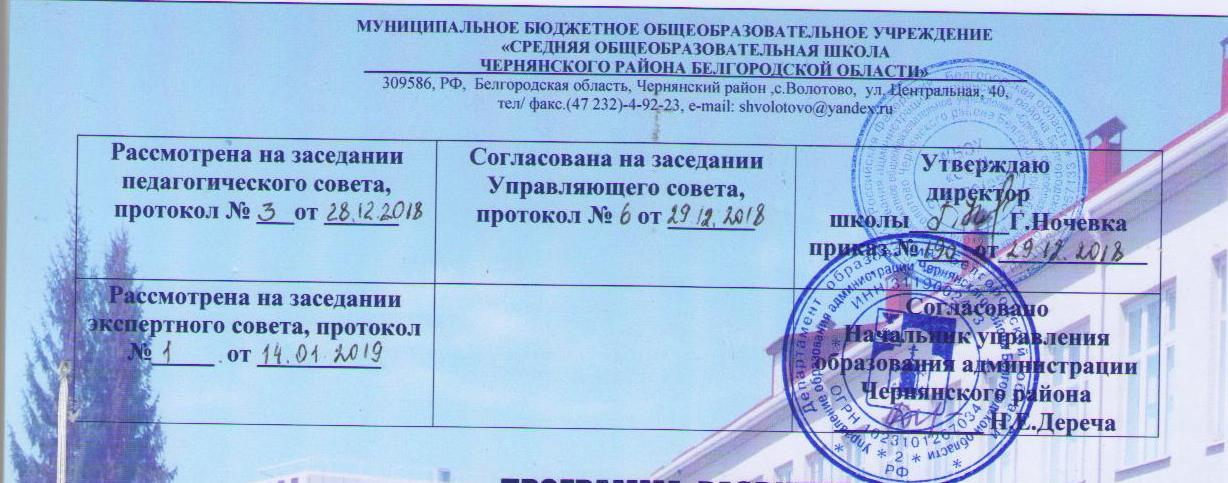 МУНИЦИПАЛЬНОЕ БЮДЖЕТНОЕ ОБЩЕОБРАЗОВАТЕЛЬНОЕ УЧРЕЖДЕНИЕ
«СРЕДНЯЯ ОБЩЕОБРАЗОВАТЕЛЬНАЯ ШКОЛА
ЧЕРНЯНСКОГО РАЙОНА БЕЛГОРОДСКОЙ ОБЛАСТИ»
309586, РФ, Белгородская область, Чернянский район ,с.Волотово, ул. Центральная, 40,
тел/ факс.(47 232)-4-92-23, e-mail: shvolotovo@yandex.ru
Рассмотрена на заседании
педагогического совета,
протокол № 3 от 28.12.2018
Согласована на заседании
Управляющего совета,
протокол № 6 от 29.12.2018
Утверждаю
директор
школы Г.Ночевка
приказ № 190 от 29.12.2018
Рассмотрена на заседании
экспертного совета, протокол
№ 1 от 14.01.2019
Согласовано
Начальник управления
образования администрации
Чернянского района
Н.Е.Дереча